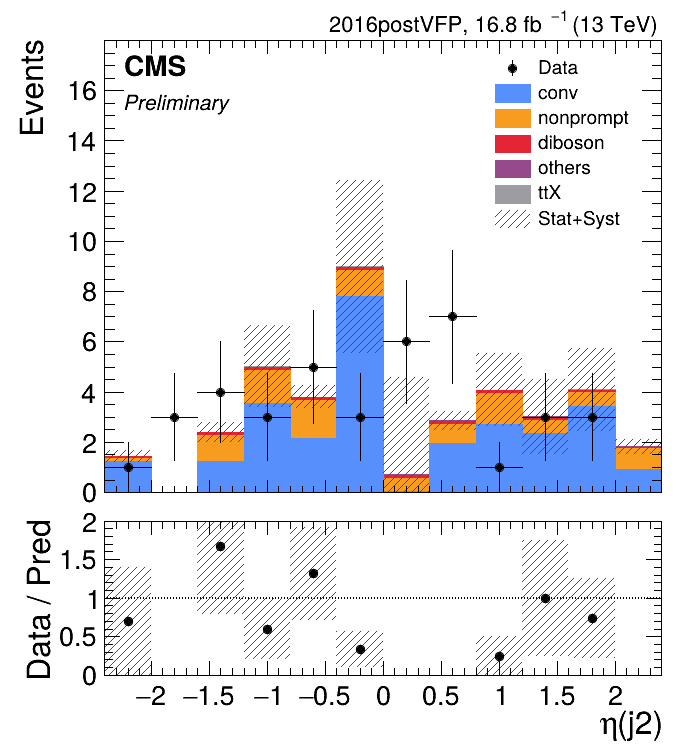 2016postVFP, 16.8 fb⁻¹ (13 TeV)
CMS
Preliminary
Events
16
14
12
10
8
6
4
2
0
Data
conv
nonprompt
diboson
others
ttX
Stat+Syst
Data / Pred
2
1.5
1
0.5
0
−2 −1.5 −1 −0.5 0 0.5 1 1.5 2
η(j2)